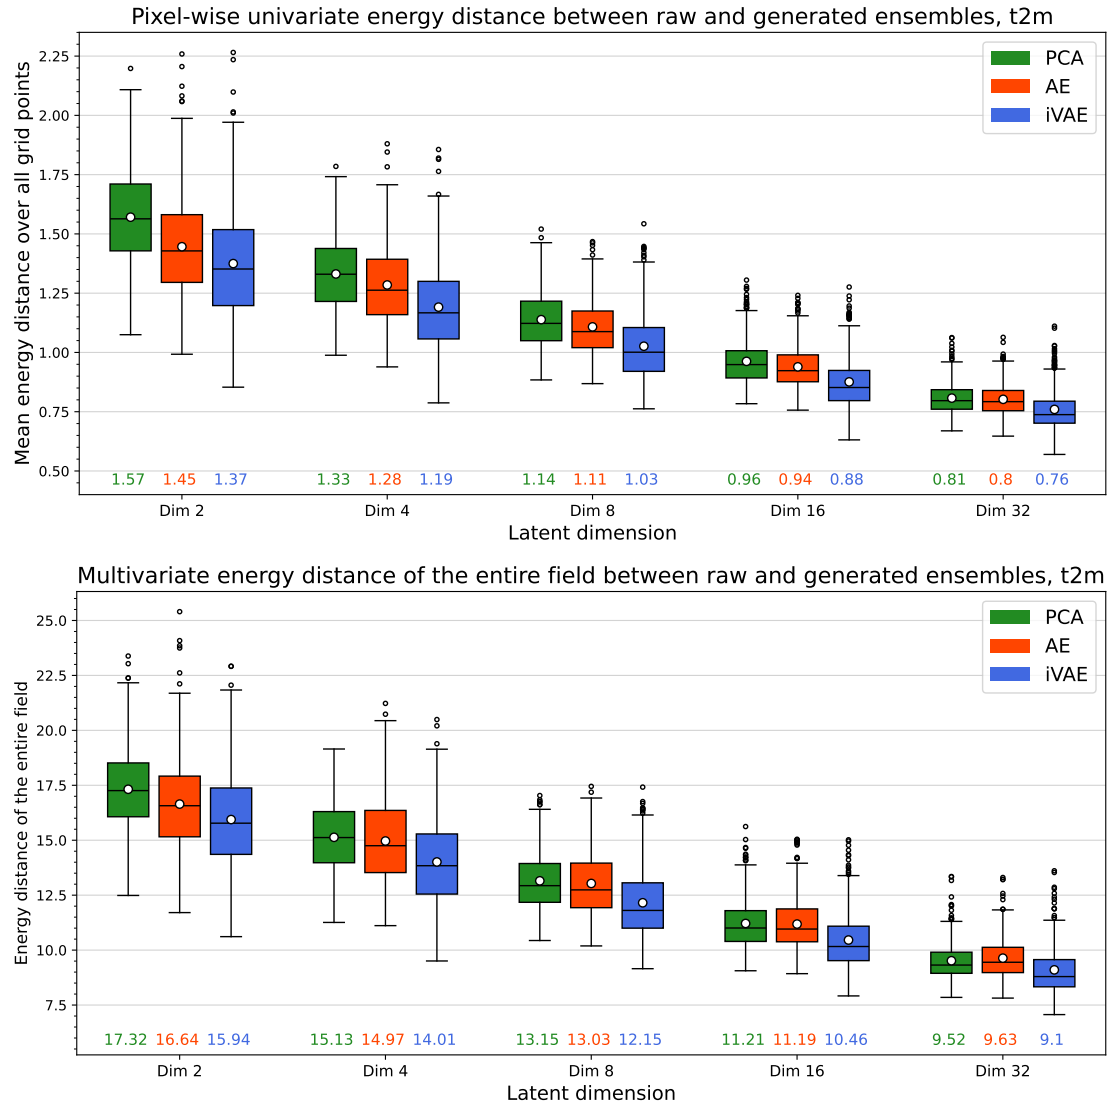 Pixel-wise univariate energy distance between raw and generated ensembles, t2m
Mean energy distance over all grid points
2.25
2.00
1.75
1.50
1.25
1.00
0.75
0.50
PCA
AE
iVAE
1.57 1.45 1.37 1.33 1.28 1.19 1.14 1.11 1.03 0.96 0.94 0.88 0.81 0.8 0.76
Dim 2 Dim 4 Dim 8 Dim 16 Dim 32
Latent dimension
Multivariate energy distance of the entire field between raw and generated ensembles, t2m
Energy distance of the entire field
25.0
22.5
20.0
17.5
15.0
12.5
10.0
7.5
PCA
AE
iVAE
17.32 16.64 15.94 15.13 14.97 14.01 13.15 13.03 12.15 11.21 11.19 10.46 9.52 9.63 9.1
Dim 2 Dim 4 Dim 8 Dim 16 Dim 32
Latent dimension